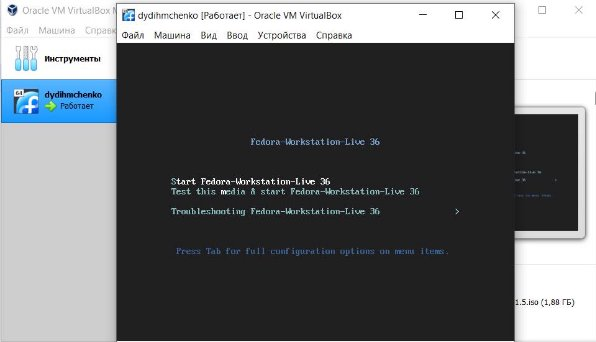 Oracle VM VirtualBox
dydihmchenko [Работает] - Oracle VM VirtualBox
Файл Машина Справк
Файл Машина Вид Ввод Устройства Справка
Инструменты
64
dydihmchenko
Работает
Fedora-Workstation-Live 36
Start Fedora-Workstation-Live 36
Test this media & start Fedora-Workstation-Live 36
Troubleshooting Fedora-Workstation-Live 36 >
Press Tab for full configuration options on menu items.
1.5.iso (1,88 ГБ)